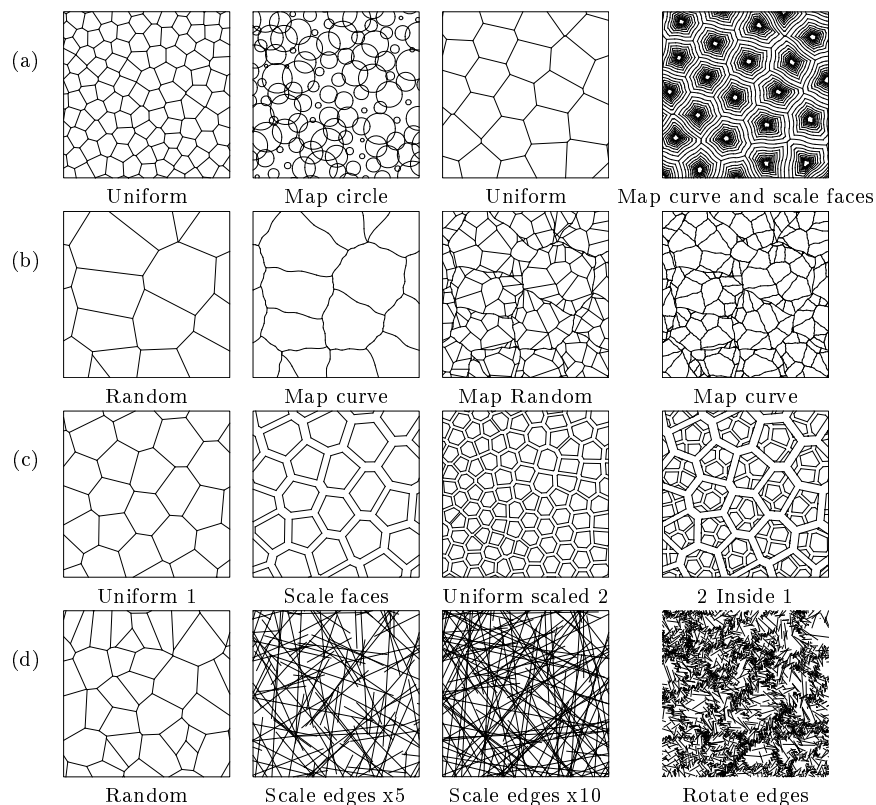 (a)
Uniform Map circle Uniform Map curve and scale faces
(b)
Random Map curve Map Random Map curve
(c)
Uniform 1 Scale faces Uniform scaled 2 2 Inside 1
(d)
Random Scale edges x5 Scale edges x10 Rotate edges